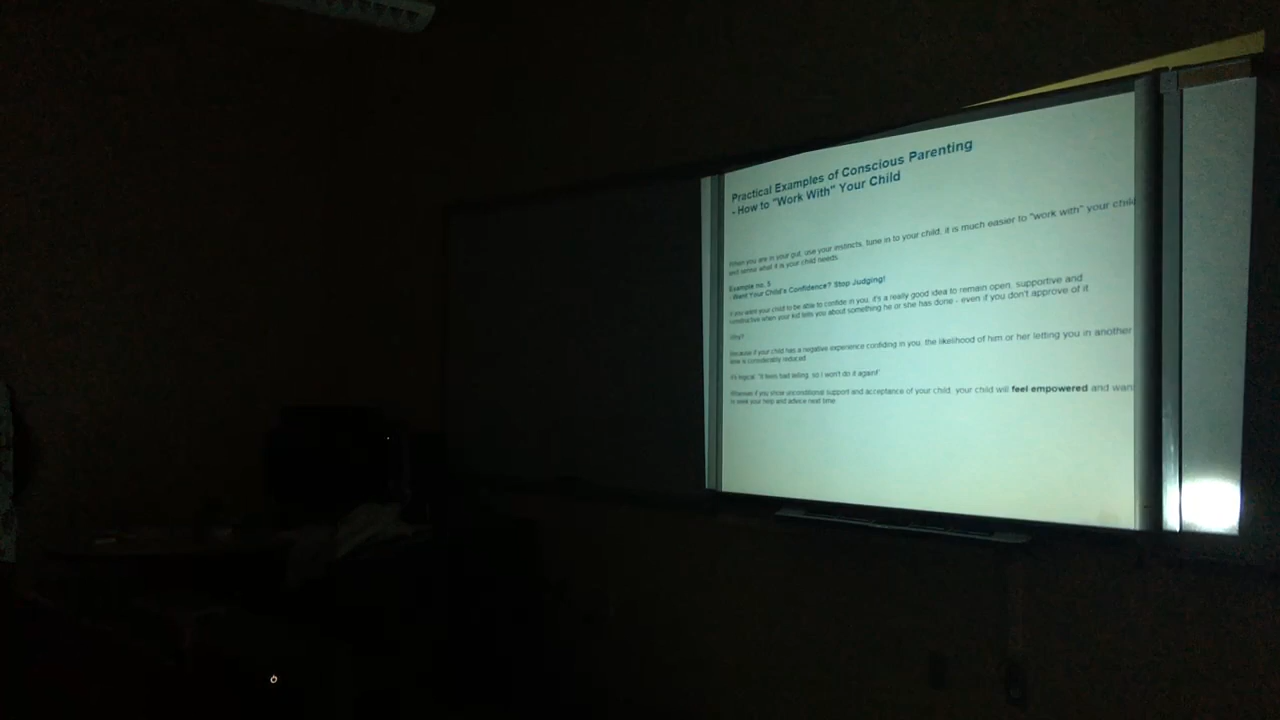 Practical Examples of Conscious Parenting
- How to "Work With" Your Child
When you are in your gut, use your instincts, tune in to your child, it is much easier to "work with" your child
and sense what it is your child needs.
Example no. 5
- Want Your Child's Confidence? Stop Judging!
If you want your child to be able to confide in you, it's a really good idea to remain open, supportive and
constructive when your kid tells you about something he or she has done - even if you don't approve of it.
Why?
Because if your child has a negative experience confiding in you, the likelihood of him or her letting you in another
time is considerably reduced
It's logical: "It feels bad telling, so I won't do it again!"
Whereas if you show unconditional support and acceptance of your child, your child will feel empowered and wan
to seek your help and advice next time.